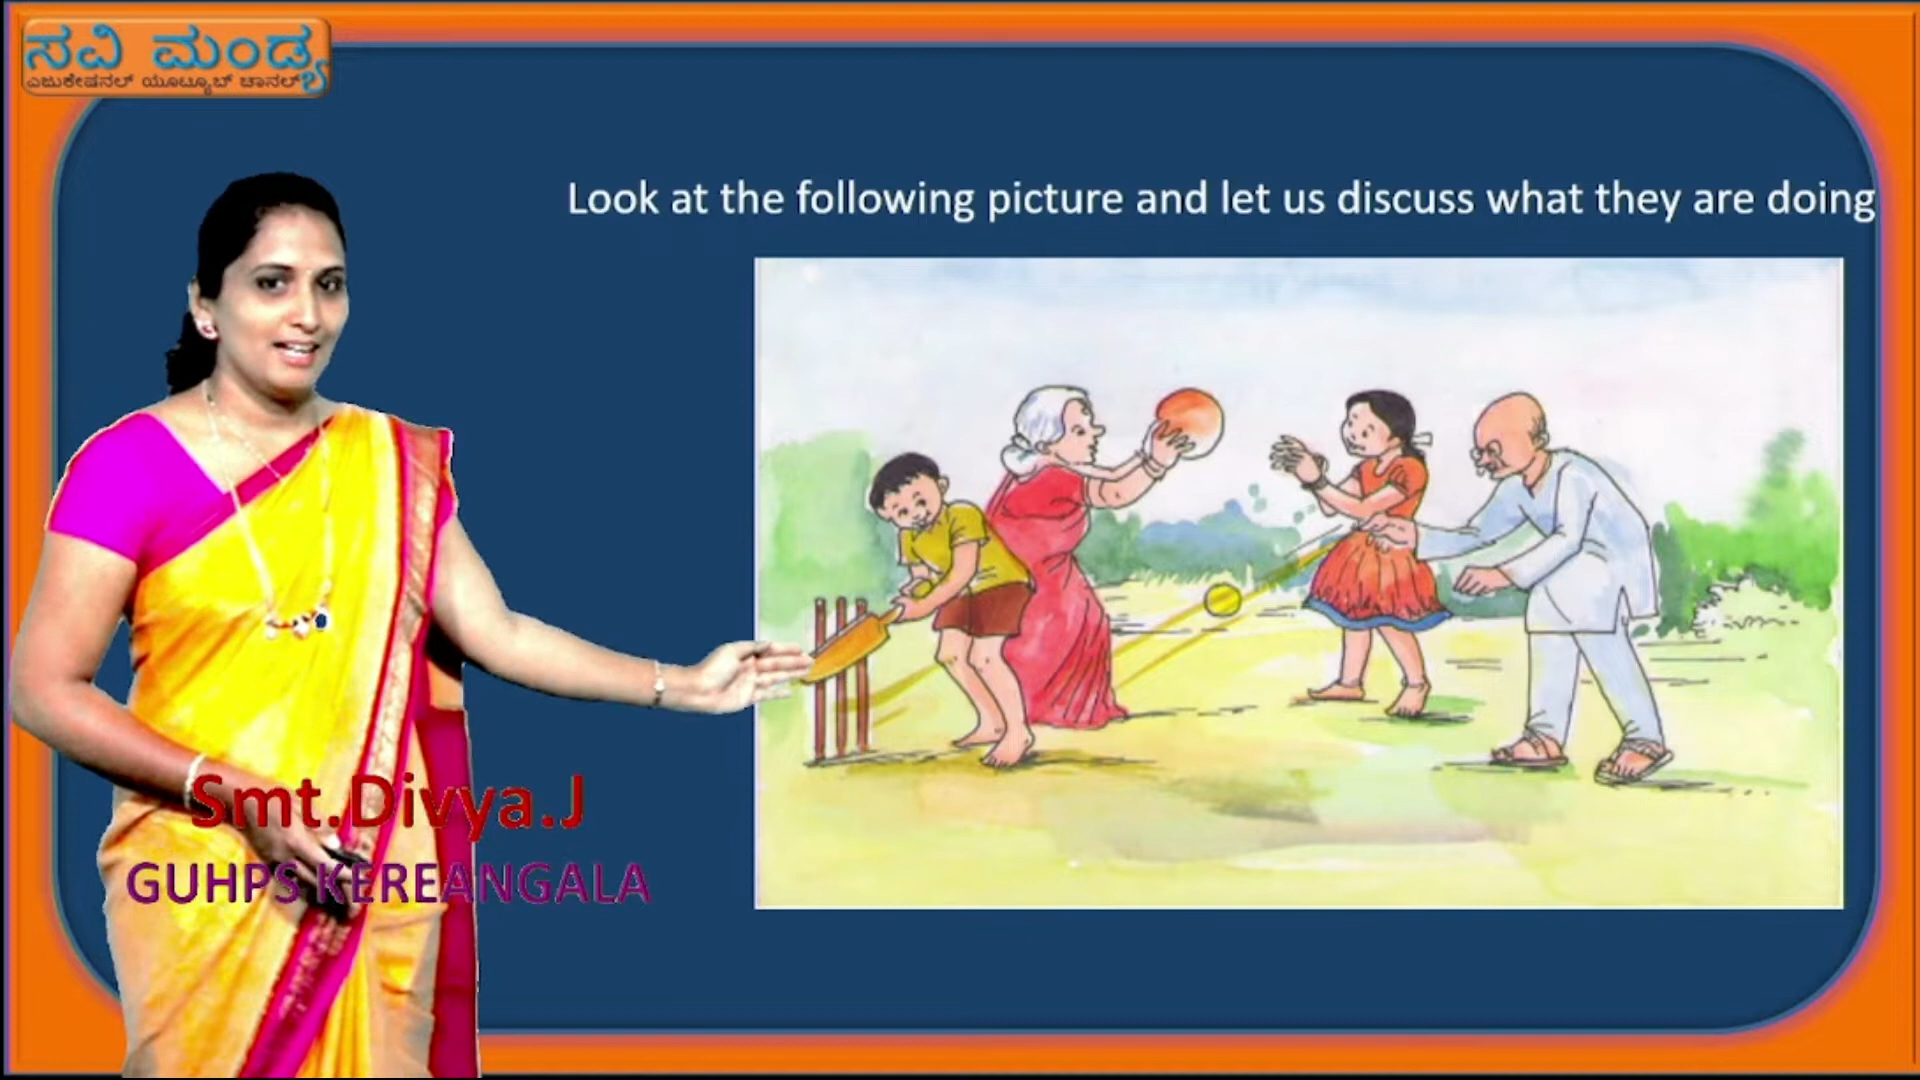 ಸವಿ ಮಂಡ್ಯ
ಎಜುಕೇಷನಲ್ ಯೂಟ್ಯೂಬ್ ಚಾನಲ್
Look at the following picture and let us discuss what they are doing
Smt.Divya.J
GUHPS KEREANGALA